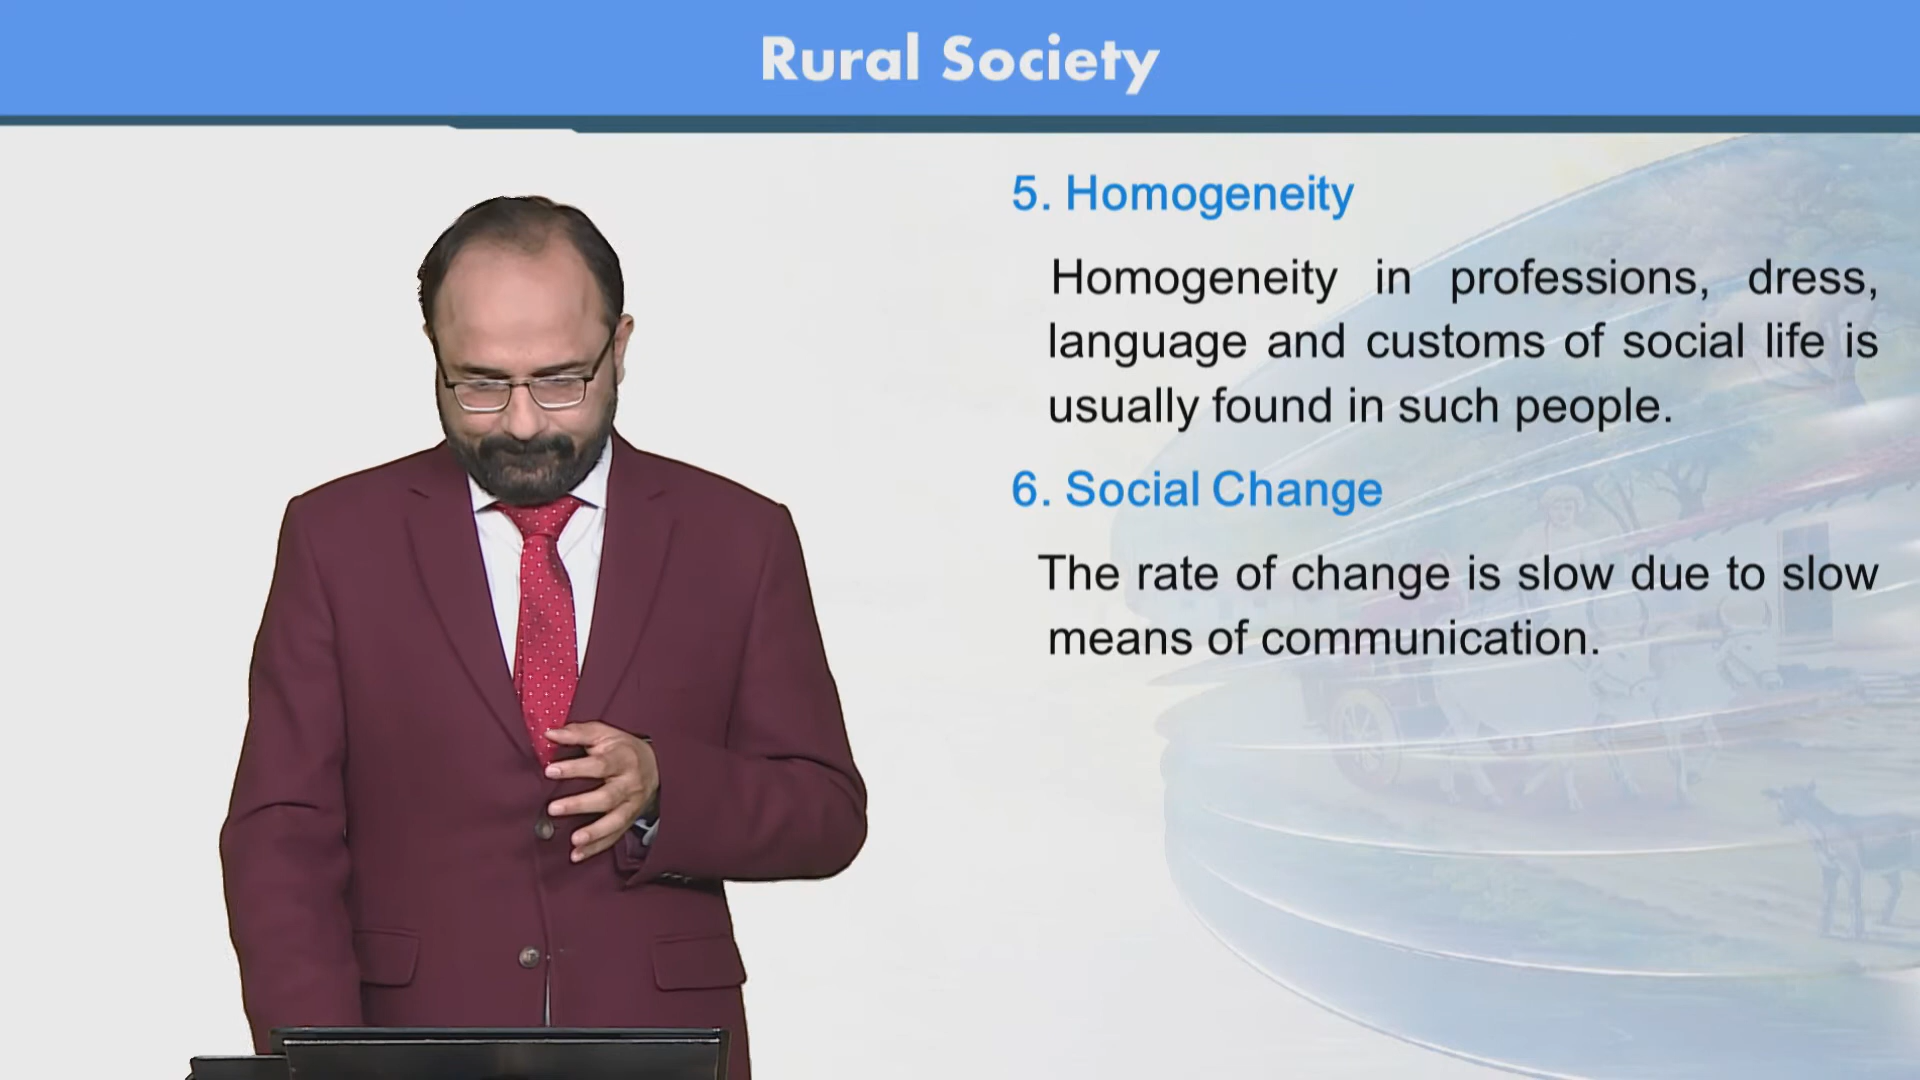 Rural Society
5. Homogeneity
Homogeneity in professions, dress,
language and customs of social life is
usually found in such people.
6. Social Change
The rate of change is slow due to slow
means of communication.